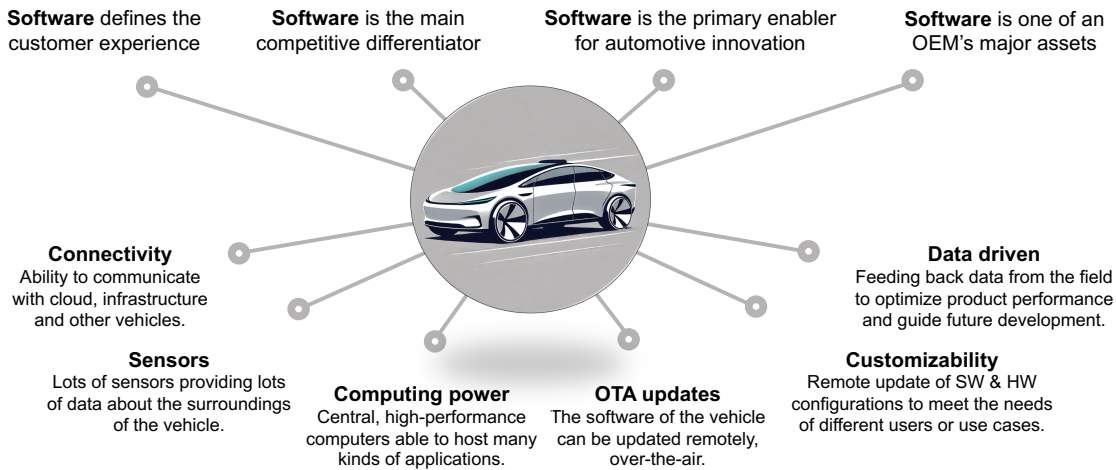 Software defines the
customer experience
Software is the main
competitive differentiator
Software is the primary enabler
for automotive innovation
Software is one of an
OEM's major assets
Connectivity
Ability to communicate
with cloud, infrastructure
and other vehicles.
Sensors
Lots of sensors providing lots
of data about the surroundings
of the vehicle.
Computing power
Central, high-performance
computers able to host many
kinds of applications.
OTA updates
The software of the vehicle
can be updated remotely,
over-the-air.
Customizability
Remote update of SW & HW
configurations to meet the needs
of different users or use cases.
Data driven
Feeding back data from the field
to optimize product performance
and guide future development.